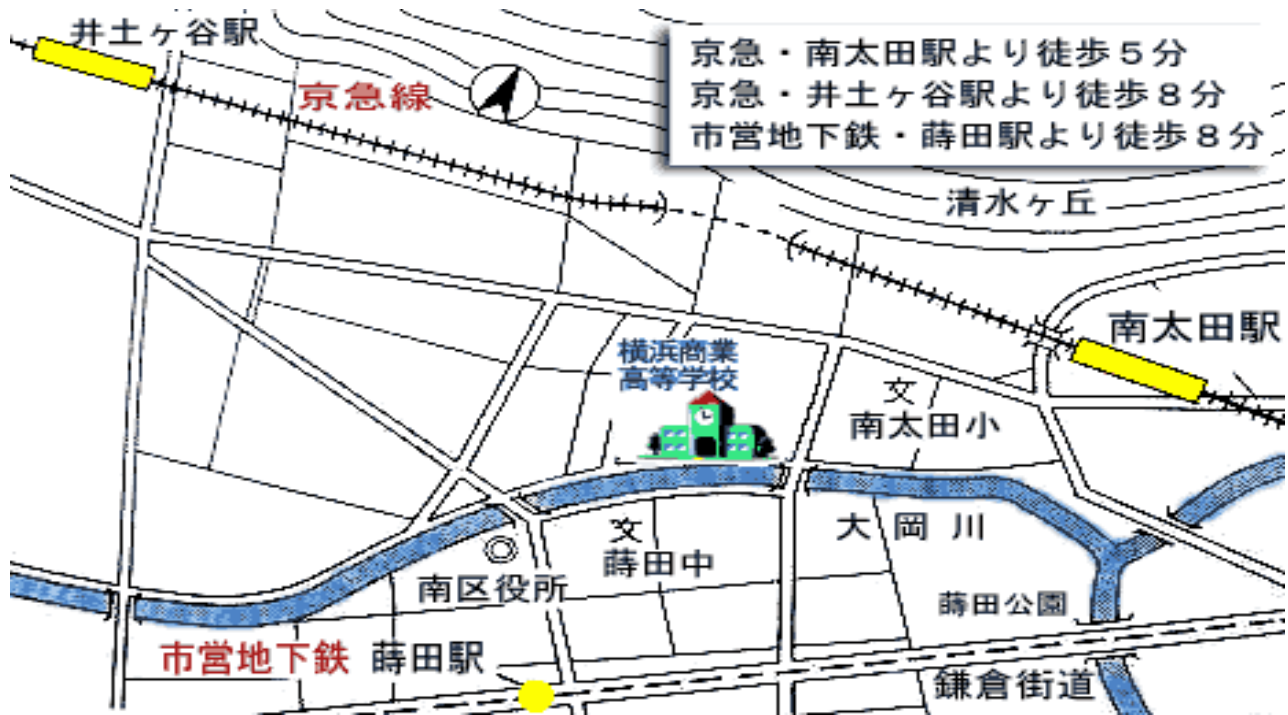 井土ヶ谷駅
京急線
京急・南太田駅より徒歩５分
京急・井土ヶ谷駅より徒歩８分
市営地下鉄・蒔田駅より徒歩８分
清水ヶ丘
南太田駅
横浜商業
高等学校
文
南太田小
文
蒔田中
大岡川
南区役所
蒔田公園
市営地下鉄 蒔田駅
鎌倉街道